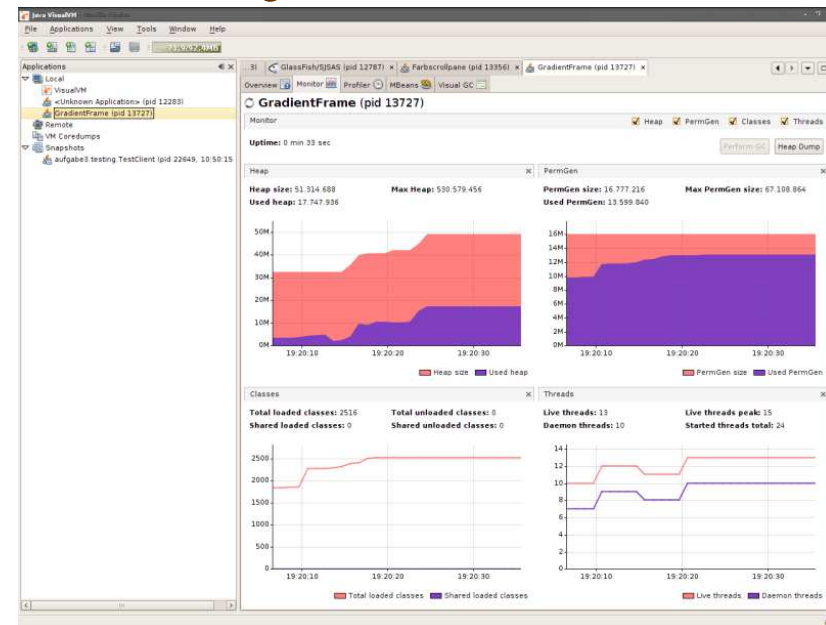 Java VisualVM
File Applications View Tools Window Help
Applications
Local
VisualVM
<Unknown Application> (pid 12283)
GradientFrame (pid 13727)
Remote
VM Coredumps
Snapshots
aufgabe3.testing.TestClient (pid 22649, 10:50:15
...3) GlassFish/SJSAS (pid 12787) Farbscrollpane (pid 13356) GradientFrame (pid 13727)
Overview Monitor Profiler MBeans Visual GC
GradientFrame (pid 13727)
Monitor Heap PermGen Classes Threads
Uptime: 0 min 33 sec Perform GC Heap Dump
Heap
Heap size: 51.314.688 Max Heap: 530.579.456
Used heap: 17.747.936
50M
40M
30M
20M
10M
0M
19:20:10 19:20:20 19:20:30
Heap size Used heap
PermGen
PermGen size: 16.777.216 Max PermGen size: 67.108.864
Used PermGen: 13.599.840
16M
14M
12M
10M
8M
6M
4M
2M
0M
19:20:10 19:20:20 19:20:30
PermGen size Used PermGen
Classes
Total loaded classes: 2516 Total unloaded classes: 0
Shared loaded classes: 0 Shared unloaded classes: 0
2500
2000
1500
1000
500
0
19:20:10 19:20:20 19:20:30
Total loaded classes Shared loaded classes
Threads
Live threads: 13 Live threads peak: 15
Daemon threads: 10 Started threads total: 24
14
12
10
8
6
4
2
0
19:20:10 19:20:20 19:20:30
Live threads Daemon threads